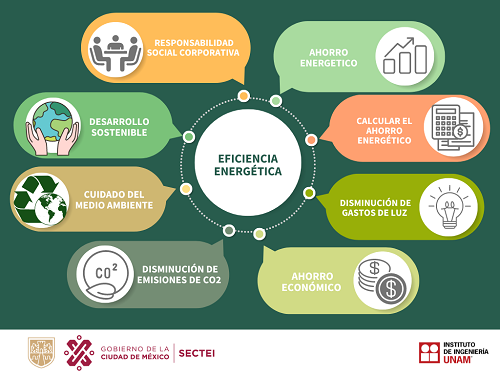 RESPONSABILIDAD
SOCIAL CORPORATIVA
AHORRO
ENERGETICO
DESARROLLO
SOSTENIBLE
CALCULAR EL
AHORRO
ENERGÉTICO
EFICIENCIA
ENERGÉTICA
CUIDADO DEL
MEDIO AMBIENTE
DISMINUCIÓN DE
GASTOS DE LUZ
CO²
DISMINUCIÓN DE
EMISIONES DE CO2
AHORRO
ECONÓMICO
$
$
GOBIERNO DE LA
CIUDAD DE MÉXICO
SECTEI
INSTITUTO
DE INGENIERÍA
UNAM